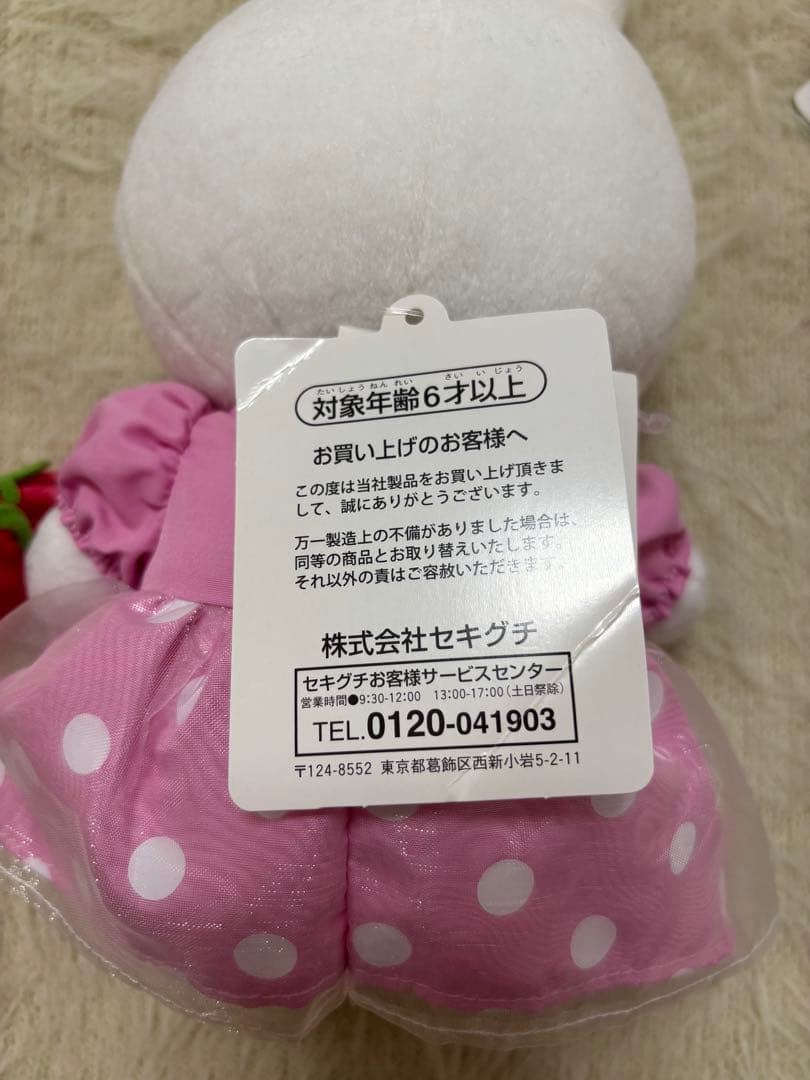 たいしょうねんれい さいいじょう
対象年齢6才以上
お買い上げのお客様へ
この度は当社製品をお買い上げ頂きま
して、誠にありがとうございます。
万一製造上の不備がありました場合は、
同等の商品とお取り替えいたします。
それ以外の責はご容赦いただきます。
株式会社セキグチ
セキグチお客様サービスセンター
営業時間●9:30-12:00 13:00-17:00(土日祭除)
TEL.0120-041903
〒124-8552 東京都葛飾区西新小岩5-2-11